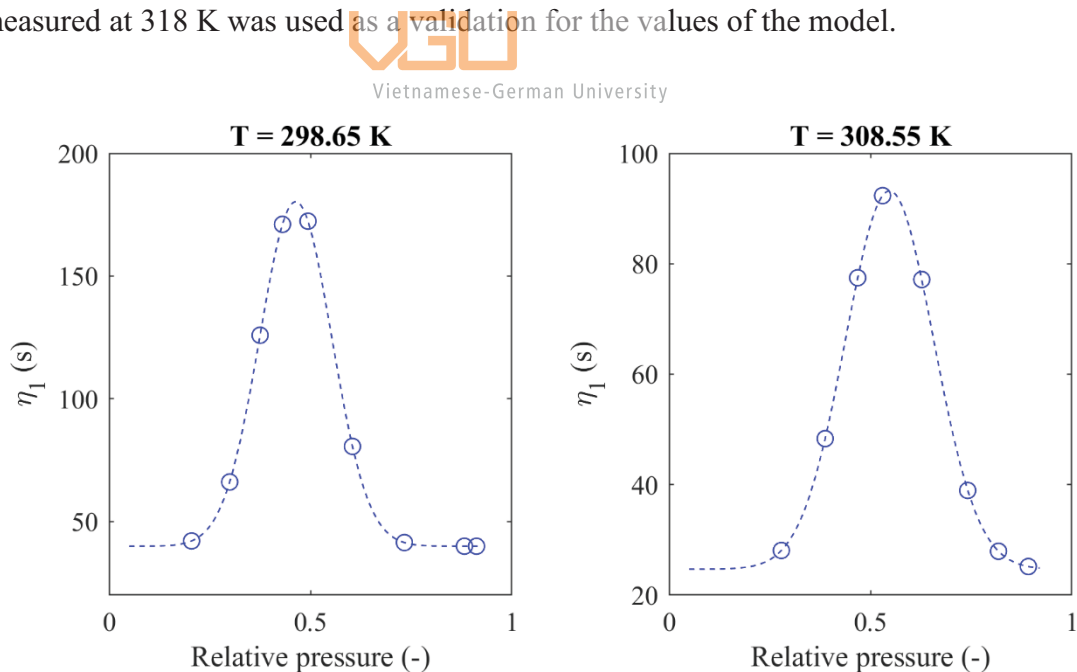 measured at 318 K was used as a validation for the values of the model.
VGU
Vietnamese-German University
T = 298.65 K
200
150
100
50
0
0.5
1
η1 (s)
Relative pressure (-)
T = 308.55 K
100
80
60
40
20
0
0.5
1
η1 (s)
Relative pressure (-)